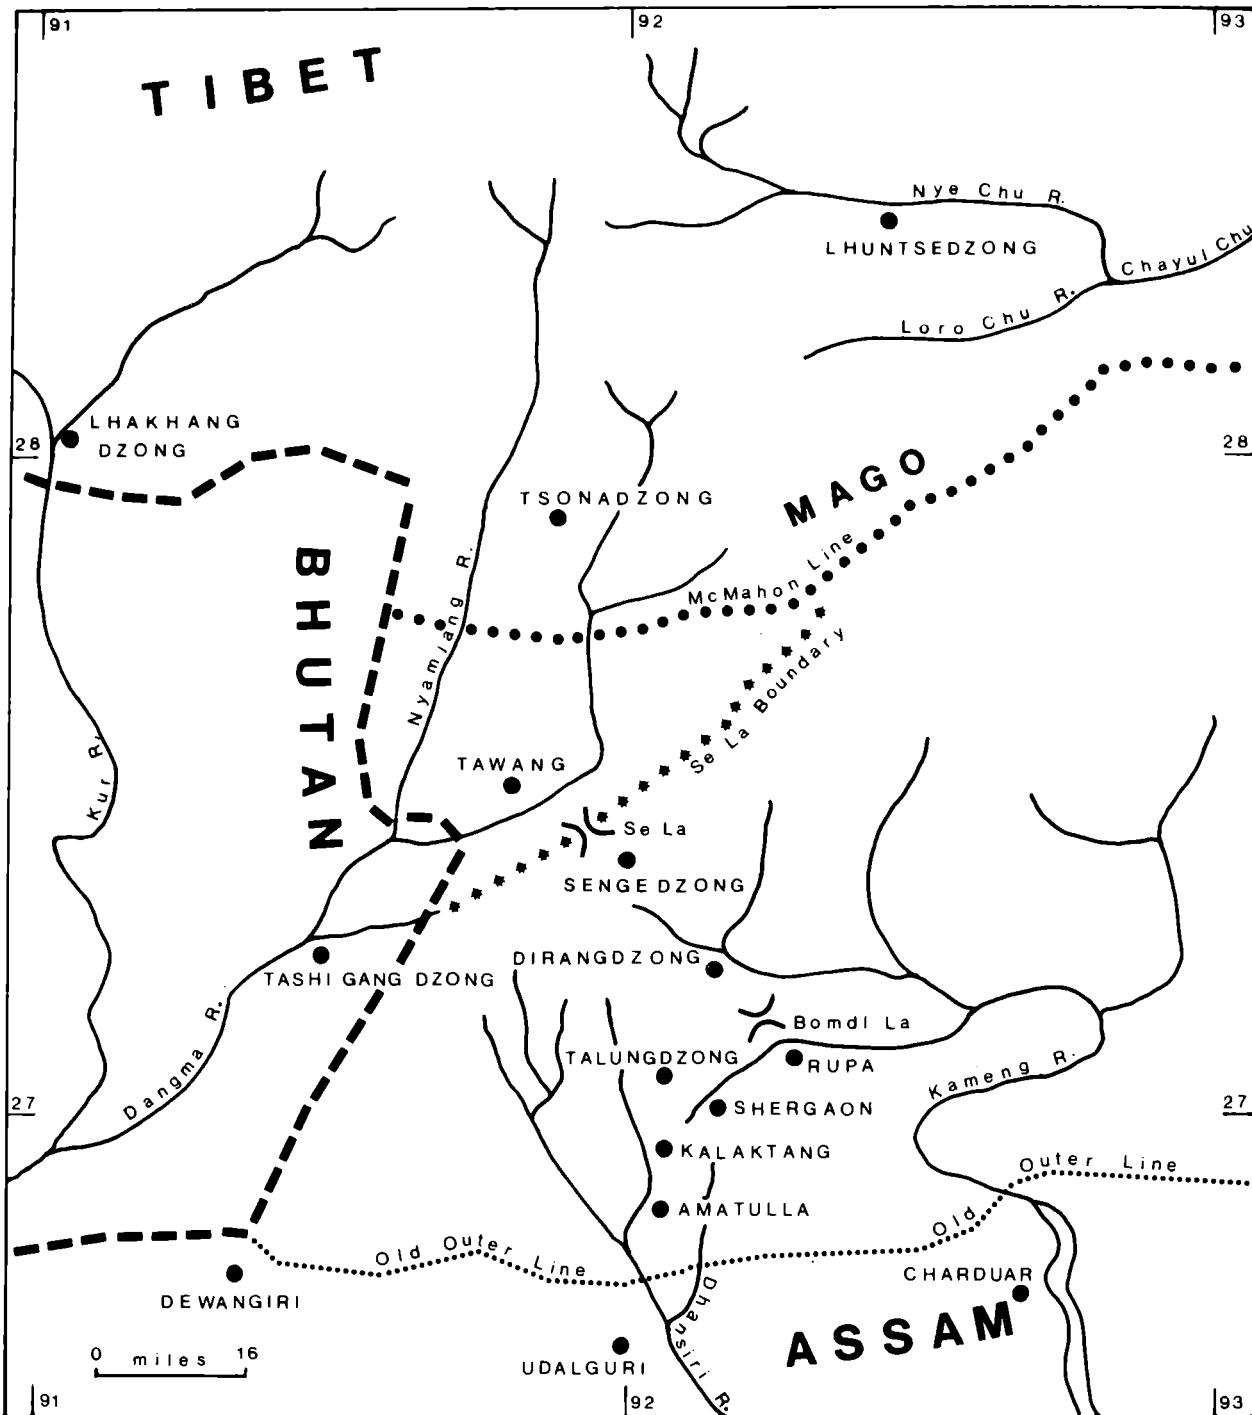 91
92
93
TIBET
Nye Chu R.
LHUNTSEDZONG
Chayul Chu
Loro Chu R.
LHAKHANG
DZONG
28
28
MAGO
TSONADZONG
McMahon Line
BHUTAN
Nyamjang R.
Se La Boundary
Kur R.
TAWANG
Se La
SENGE DZONG
DIRANGDZONG
TASHI GANG DZONG
Bomdi La
TALUNGDZONG
RUPA
Kameng R.
Dangma R.
27
SHERGAON
27
KALAKTANG
Outer Line
AMATULLA
Old
Old Outer Line
CHARDUAR
DEWANGIRI
Dhansiri R.
ASSAM
0 miles 16
UDALGURI
91
92
93